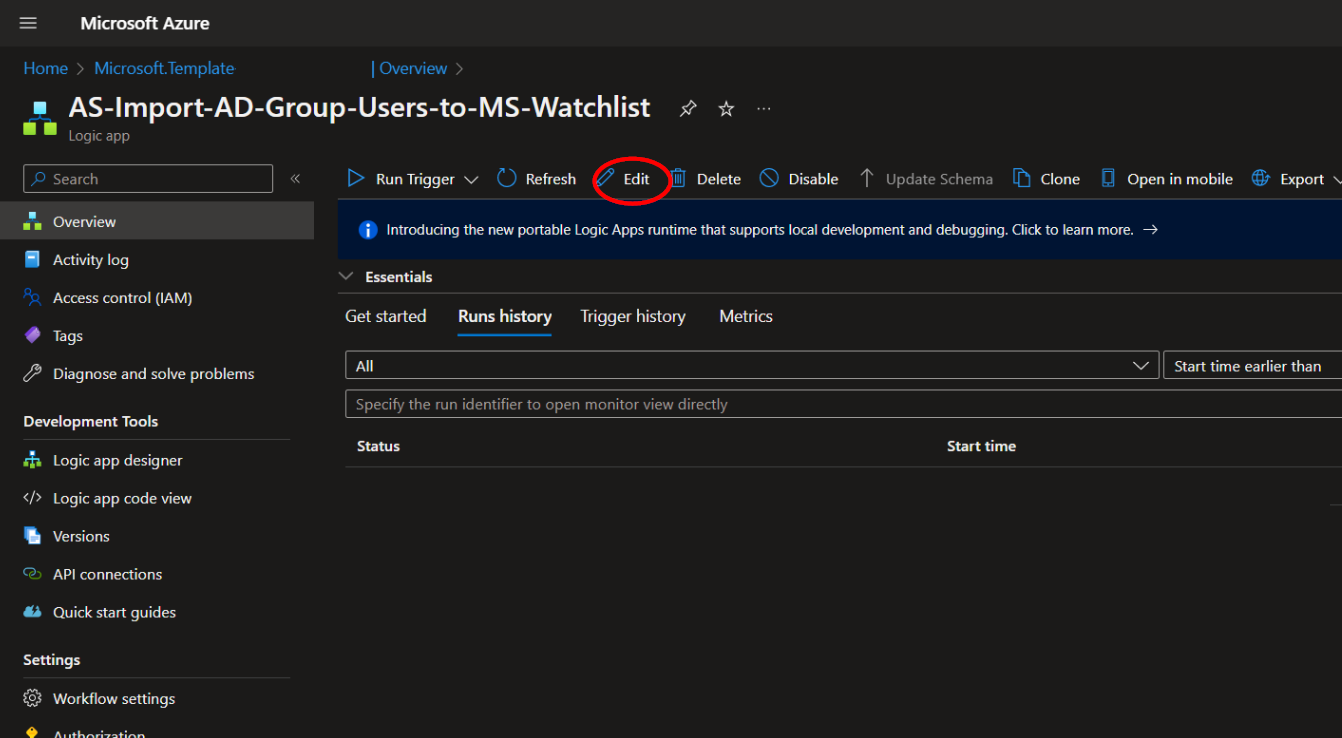 Microsoft Azure
Home > Microsoft.Template | Overview >
AS-Import-AD-Group-Users-to-MS-Watchlist
Logic app
Search
Run Trigger Refresh Edit Delete Disable Update Schema Clone Open in mobile Export
Overview
Introducing the new portable Logic Apps runtime that supports local development and debugging. Click to learn more. →
Activity log
Essentials
Access control (IAM)
Get started Runs history Trigger history Metrics
Tags
All Start time earlier than
Diagnose and solve problems
Specify the run identifier to open monitor view directly
Development Tools
Status Start time
Logic app designer
Logic app code view
Versions
API connections
Quick start guides
Settings
Workflow settings
Authorization